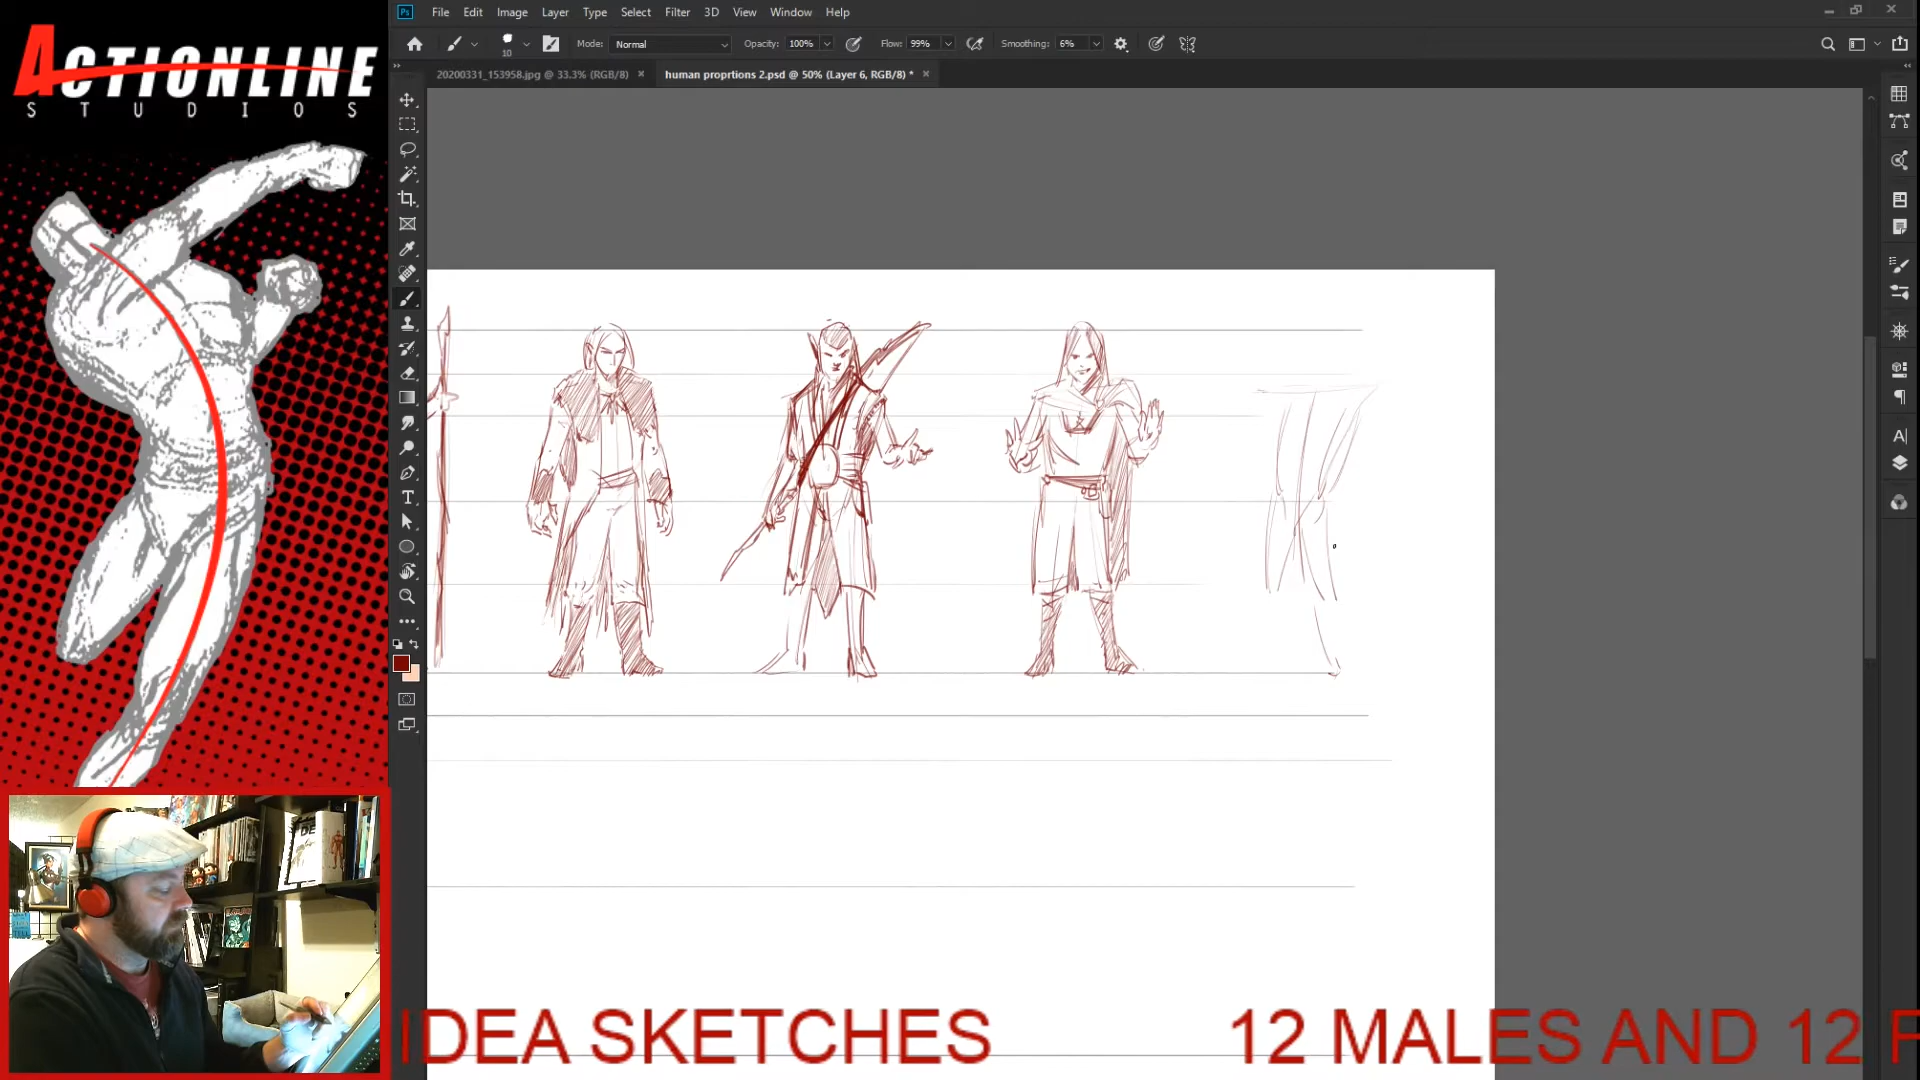 ACTIONLINE
STUDIOS
Ps File Edit Image Layer Type Select Filter 3D View Window Help
10 Mode: Normal Opacity: 100% Flow: 99% Smoothing: 6%
20200331_153958.jpg @ 33.3% (RGB/8) × human proprtions 2.psd @ 50% (Layer 6, RGB/8) * ×
IDEA SKETCHES 12 MALES AND 12 F